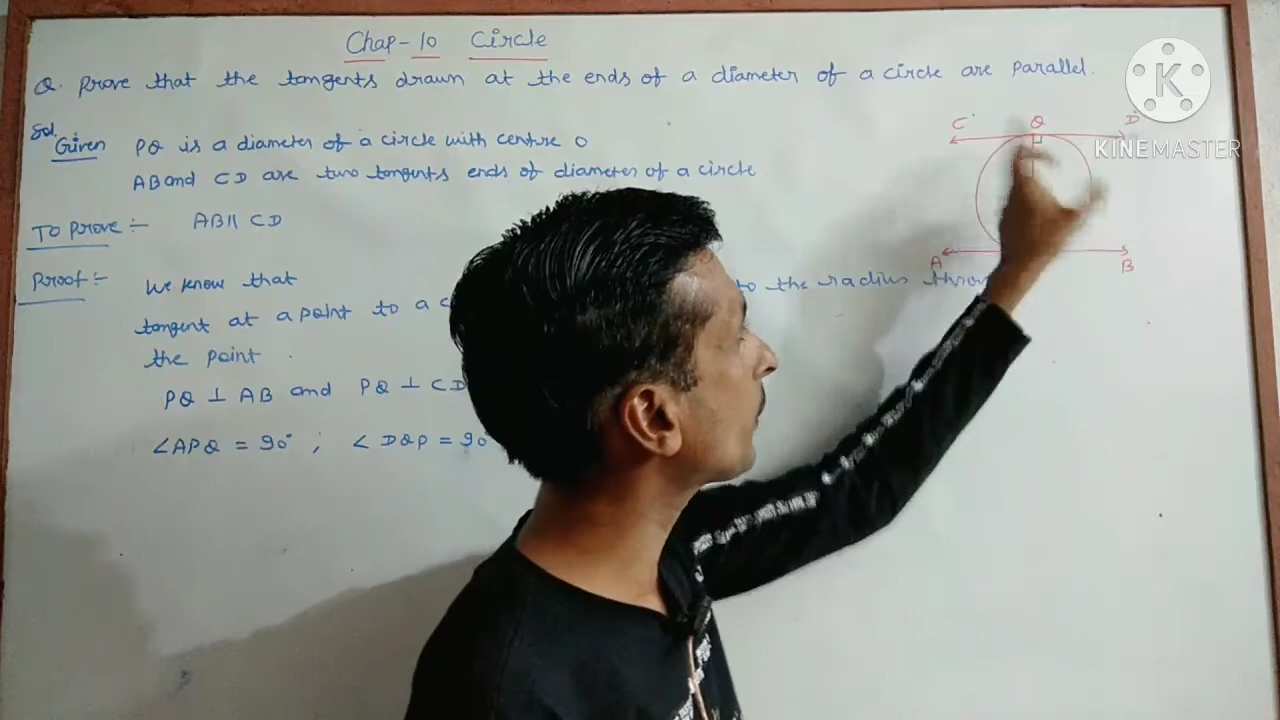 Chap-10 Circle
Q. Prove that the tangents drawn at the ends of a diameter of a circle are parallel.
Sol.
Given PQ is a diameter of a circle with centre O
AB and CD are two tangents ends of diameter of a circle
To Prove :- AB || CD
Proof :- We know that
tangent at a point to a c to the radius throu
the point
PQ ⊥ AB and PQ ⊥ CD
∠APQ = 90° ; ∠DQP = 90°
C Q D
A B
K
KINEMASTER